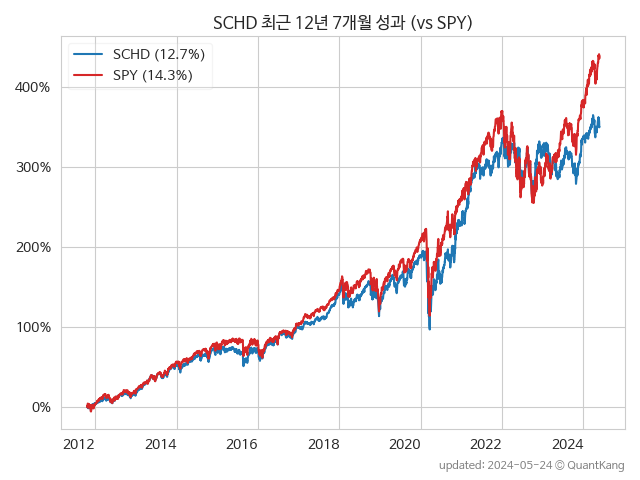 SCHD 최근 12년 7개월 성과 (vs SPY)
SCHD (12.7%)
SPY (14.3%)
400%
300%
200%
100%
0%
2012 2014 2016 2018 2020 2022 2024
updated: 2024-05-24 © QuantKang